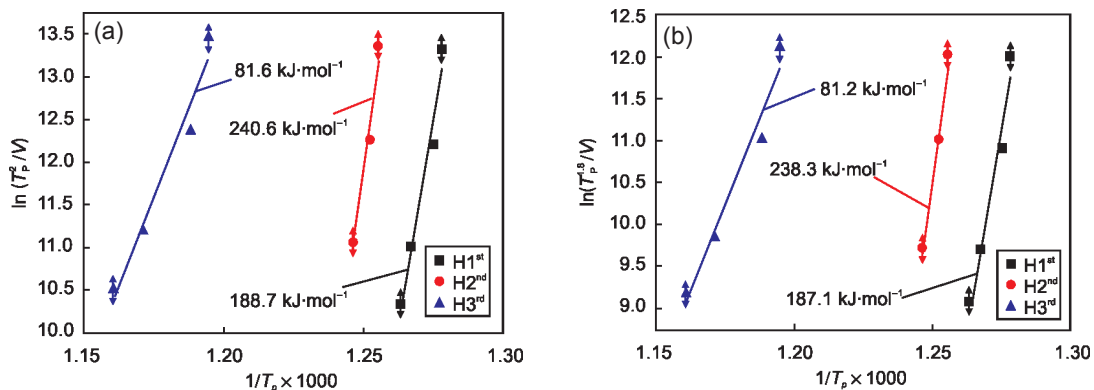 (a)
ln (Tₚ²/V)
13.5
13.0
12.5
12.0
11.5
11.0
10.5
10.0
81.6 kJ·mol⁻¹
240.6 kJ·mol⁻¹
188.7 kJ·mol⁻¹
H1ˢᵗ
H2ⁿᵈ
H3ʳᵈ
1.15
1.20
1.25
1.30
1/Tₚ × 1000
(b)
ln(Tₚ¹·⁸/V)
12.5
12.0
11.5
11.0
10.5
10.0
9.5
9.0
81.2 kJ·mol⁻¹
238.3 kJ·mol⁻¹
187.1 kJ·mol⁻¹
H1ˢᵗ
H2ⁿᵈ
H3ʳᵈ
1.15
1.20
1.25
1.30
1/Tₚ × 1000